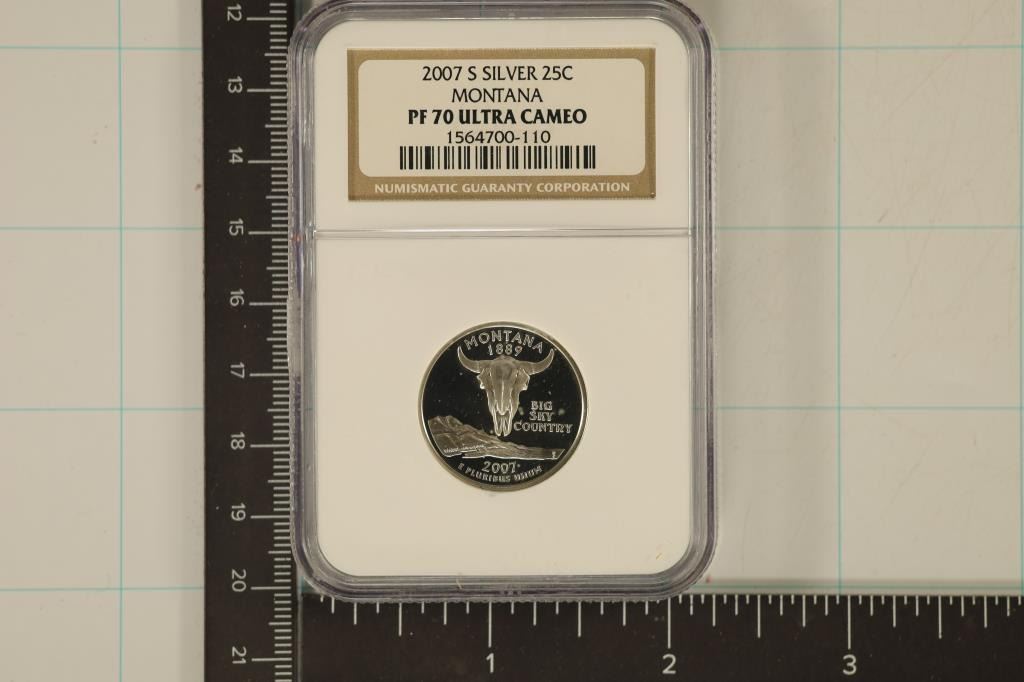 2007 S SILVER 25C
MONTANA
PF 70 ULTRA CAMEO
1564700-110
NUMISMATIC GUARANTY CORPORATION
MONTANA
1889
BIG
SKY
COUNTRY
2007
E PLURIBUS UNUM
12
13
14
15
16
17
18
19
20
21
1
2
3